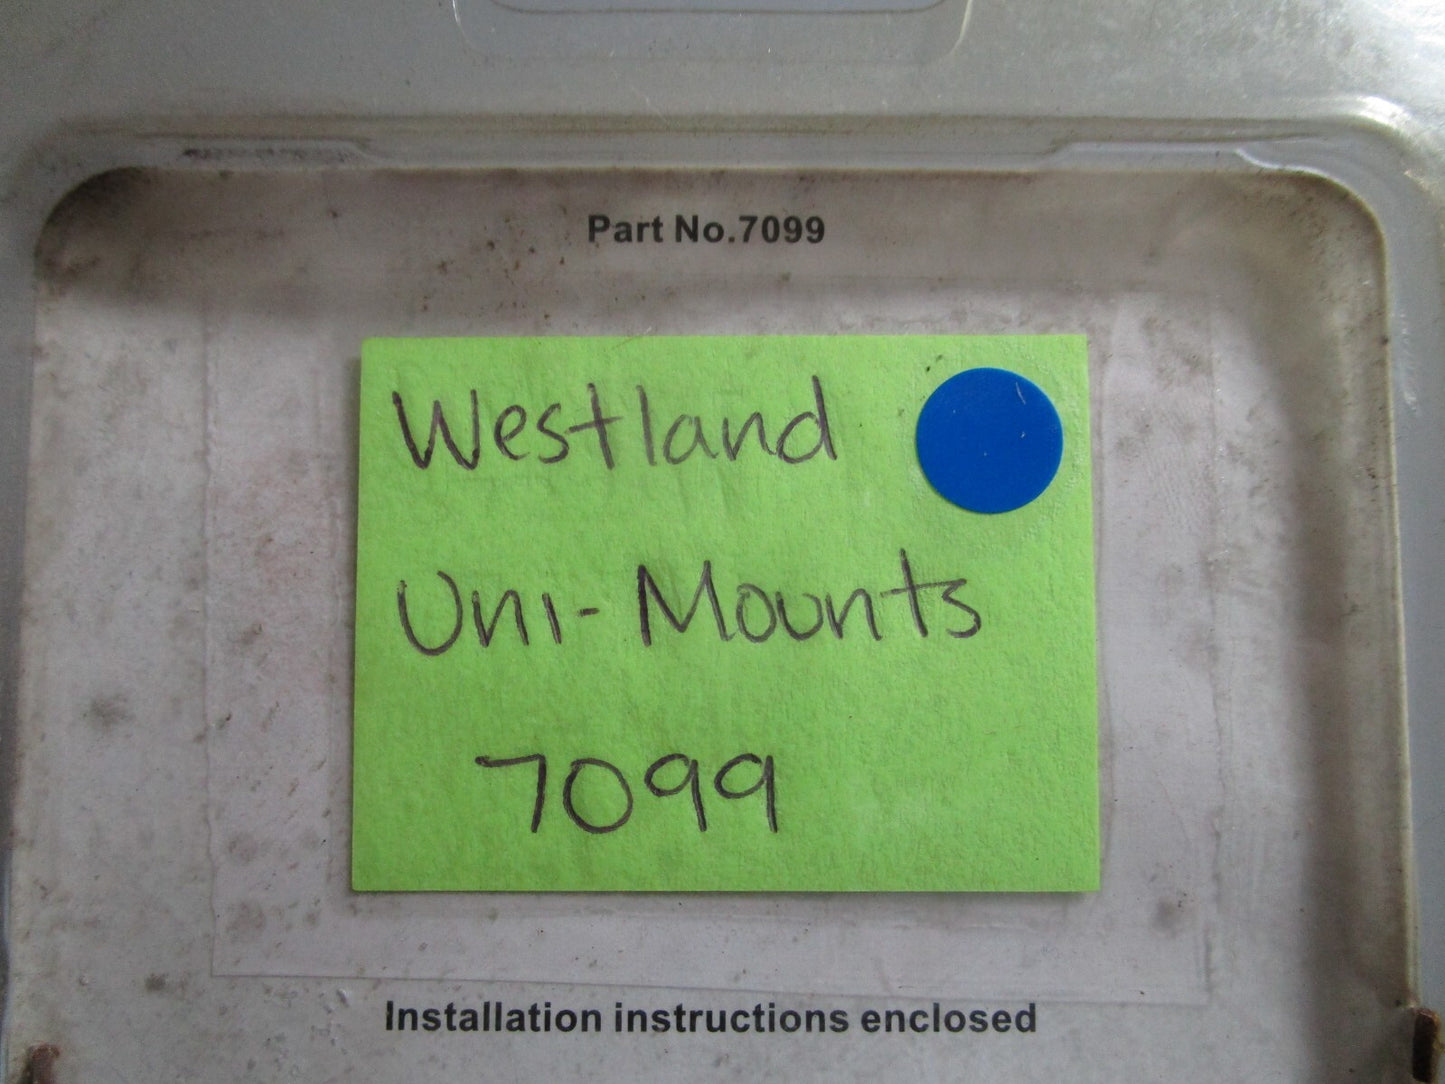 Part No.7099
Westland
Uni-Mounts
7099
Installation instructions enclosed